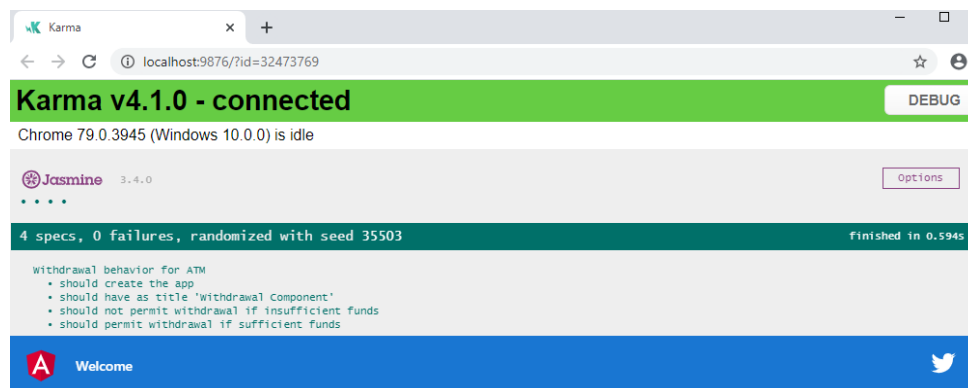 Karma
localhost:9876/?id=32473769
Karma v4.1.0 - connected
DEBUG
Chrome 79.0.3945 (Windows 10.0.0) is idle
Jasmine 3.4.0
Options
4 specs, 0 failures, randomized with seed 35503
finished in 0.594s
Withdrawal behavior for ATM
• should create the app
• should have as title 'Withdrawal Component'
• should not permit withdrawal if insufficient funds
• should permit withdrawal if sufficient funds
A Welcome